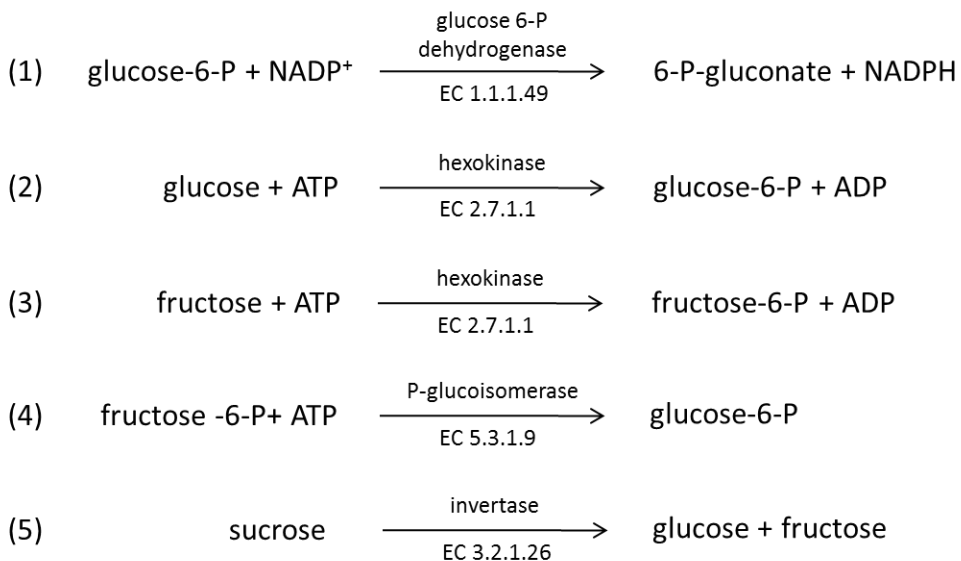 glucose 6-P
dehydrogenase
(1) glucose-6-P + NADP⁺ 6-P-gluconate + NADPH
EC 1.1.1.49
hexokinase
(2) glucose + ATP glucose-6-P + ADP
EC 2.7.1.1
hexokinase
(3) fructose + ATP fructose-6-P + ADP
EC 2.7.1.1
P-glucoisomerase
(4) fructose -6-P+ ATP glucose-6-P
EC 5.3.1.9
invertase
(5) sucrose glucose + fructose
EC 3.2.1.26